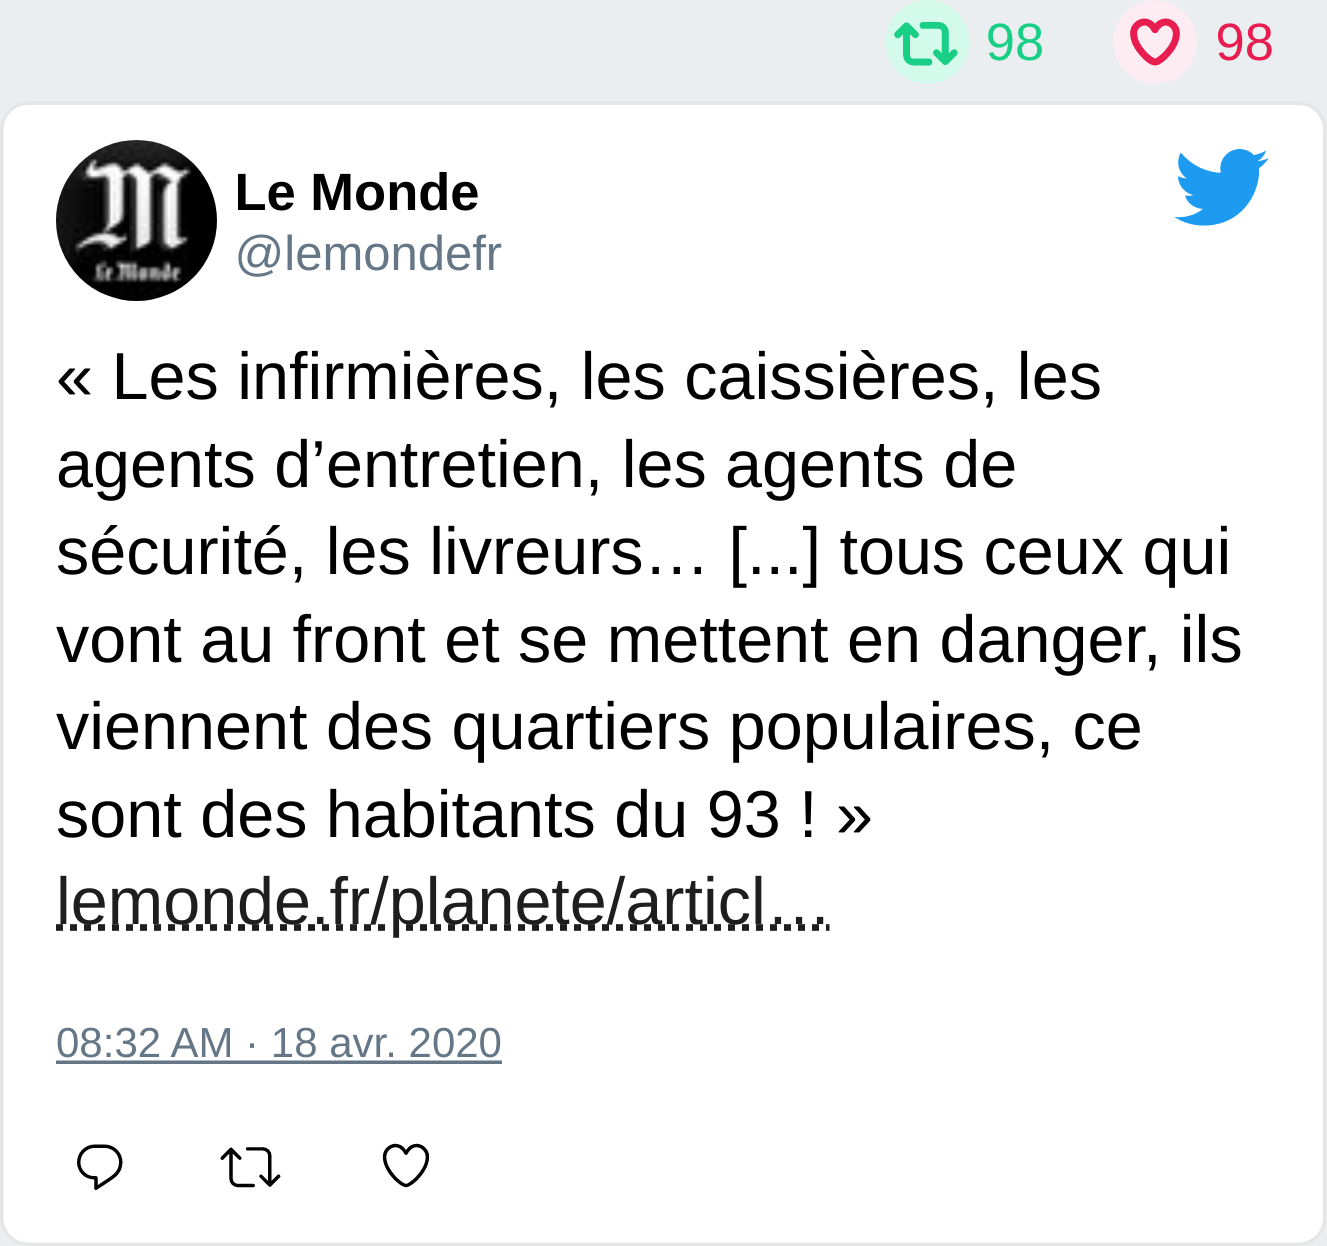 98 98
Le Monde
Le Monde
@lemondefr
« Les infirmières, les caissières, les
agents d’entretien, les agents de
sécurité, les livreurs… [...] tous ceux qui
vont au front et se mettent en danger, ils
viennent des quartiers populaires, ce
sont des habitants du 93 ! »
lemonde.fr/planete/articl…
08:32 AM · 18 avr. 2020